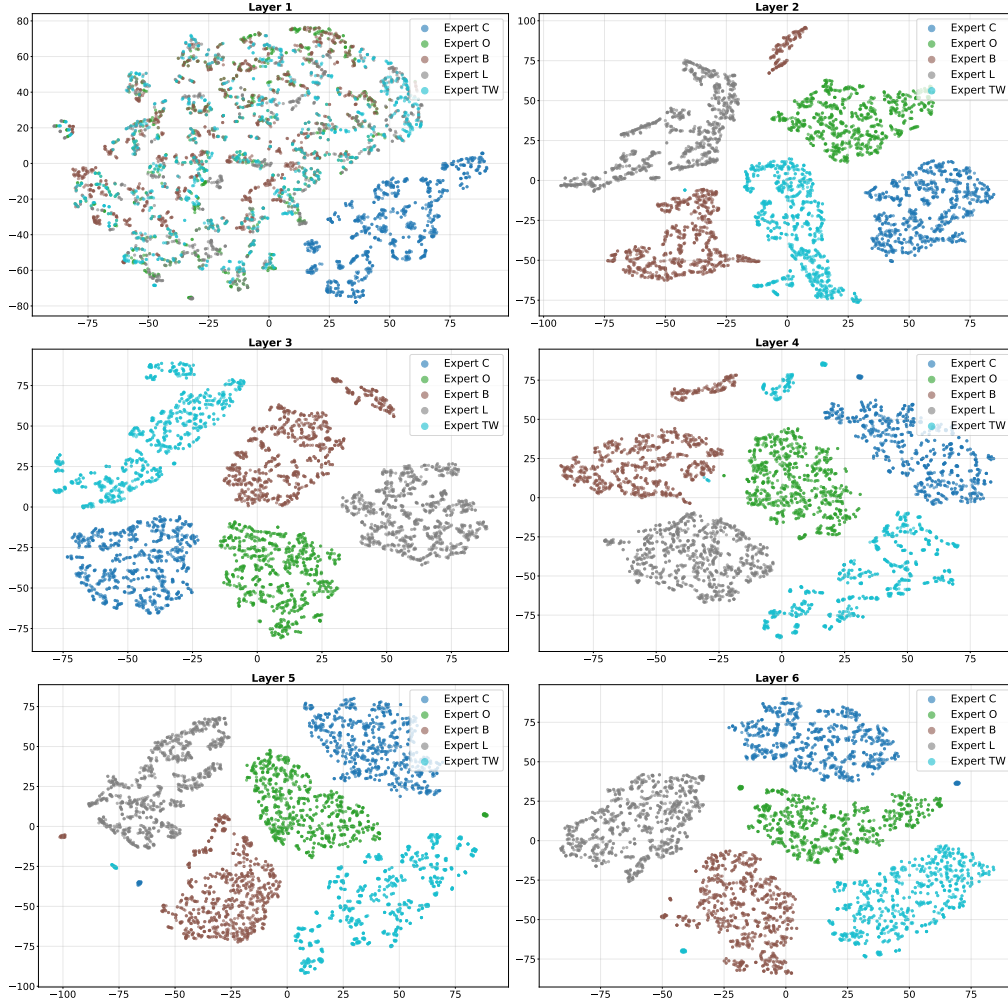 Layer 1
80
60
40
20
0
−20
−40
−60
−80
−75
−50
−25
0
25
50
75
Expert C
Expert O
Expert B
Expert L
Expert TW
Layer 2
100
75
50
25
0
−25
−50
−75
−100
−75
−50
−25
0
25
50
75
Expert C
Expert O
Expert B
Expert L
Expert TW
Layer 3
75
50
25
0
−25
−50
−75
−75
−50
−25
0
25
50
75
Expert C
Expert O
Expert B
Expert L
Expert TW
Layer 4
75
50
25
0
−25
−50
−75
−75
−50
−25
0
25
50
75
Expert C
Expert O
Expert B
Expert L
Expert TW
Layer 5
75
50
25
0
−25
−50
−75
−100
−100
−75
−50
−25
0
25
50
75
Expert C
Expert O
Expert B
Expert L
Expert TW
Layer 6
75
50
25
0
−25
−50
−75
−75
−50
−25
0
25
50
75
Expert C
Expert O
Expert B
Expert L
Expert TW